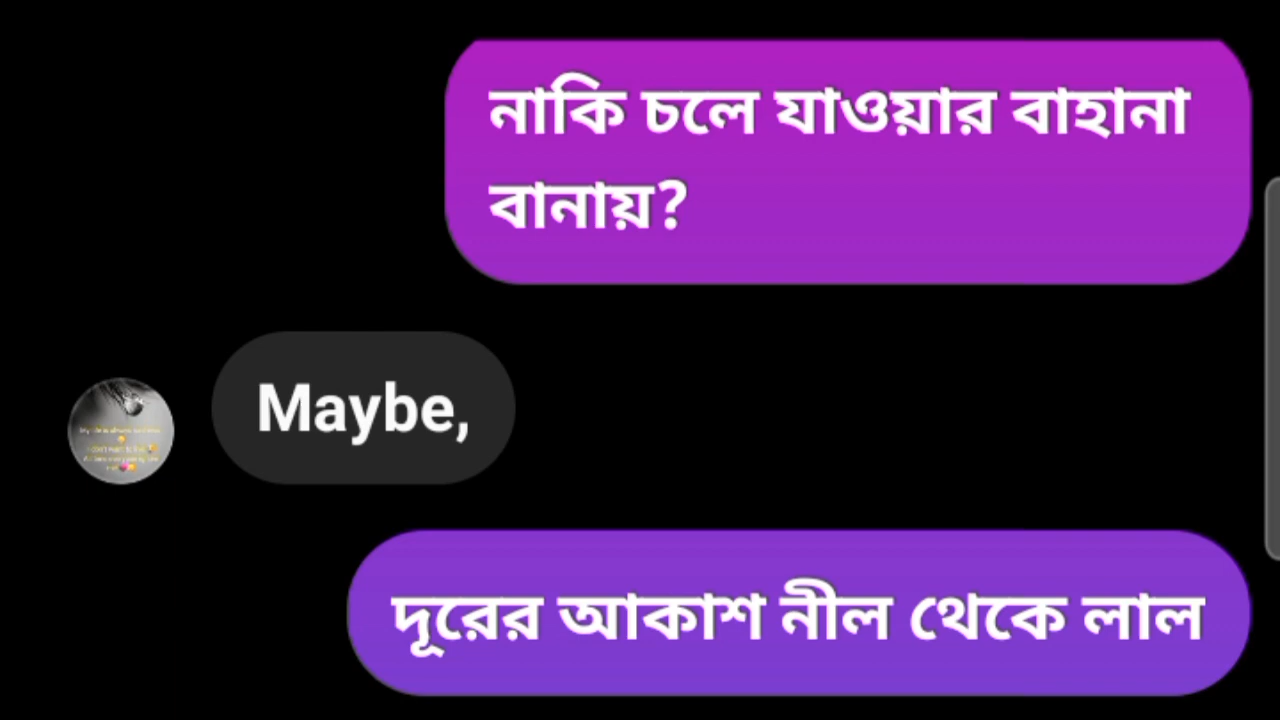 নাকি চলে যাওয়ার বাহানা
বানায়?
Maybe,
দূরের আকাশ নীল থেকে লাল